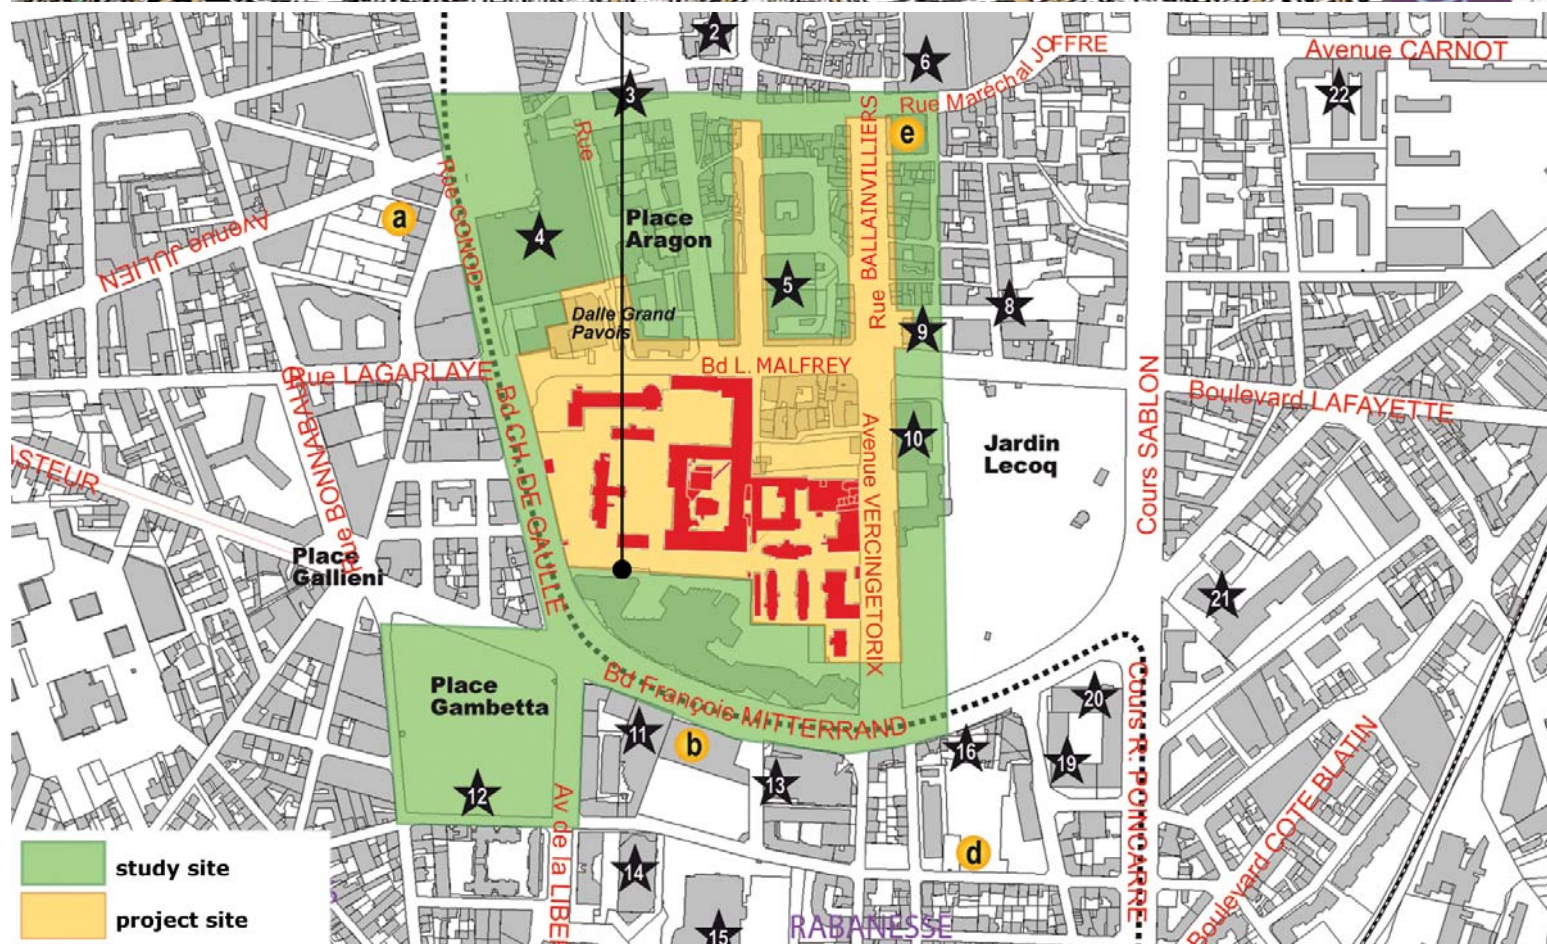 2
FFRE
Rue Maréchal JO
Avenue CARNOT
6
22
3
Rue
e
a
Rue GONOD
Avenue JULIEN
4
Place
Aragon
5
Rue BALLAINVILLIERS
8
9
Dalle Grand
Pavois
Rue LAGARLAYE
Bd L. MALFREY
Boulevard LAFAYETTE
Rue BONNABAUD
Bd CH. DE GAULLE
10
Jardin
Lecoq
Cours SABLON
ASTEUR
Avenue VERCINGETORIX
Place
Gallieni
21
Place
Gambetta
Bd François MITTERRAND
11
b
12
13
16
20
19
Cours R. POINCARRE
Boulevard COTE BLATIN
Av de la LIBE
14
d
15
RABANESSE
study site
project site